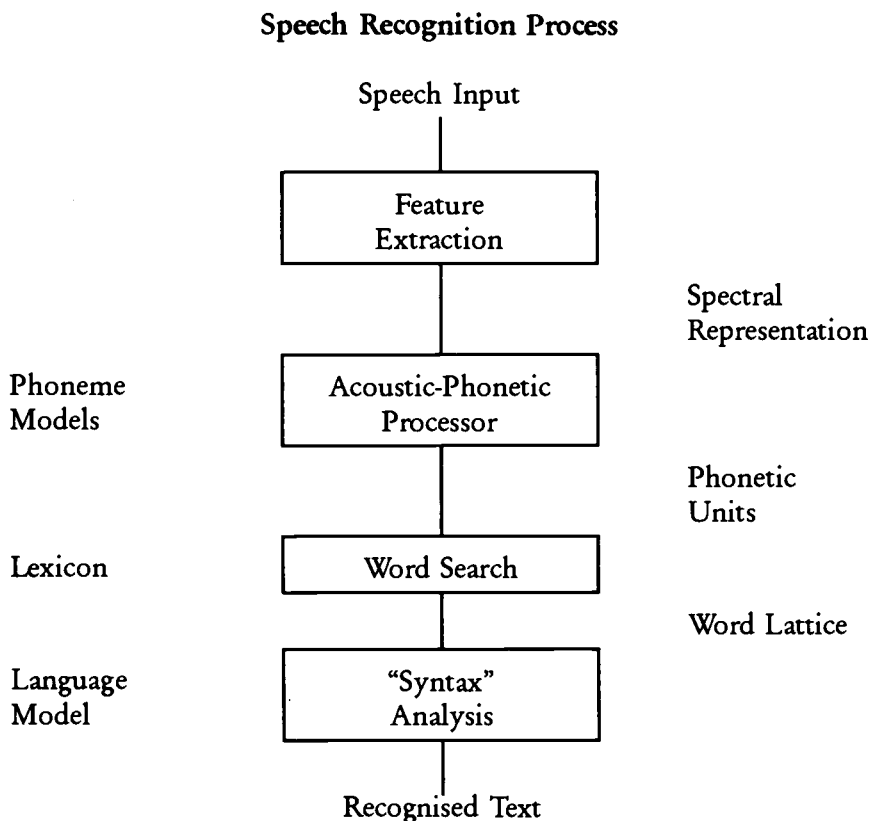 Speech Recognition Process
Speech Input
Feature
Extraction
Spectral
Representation
Phoneme
Models
Acoustic-Phonetic
Processor
Phonetic
Units
Lexicon
Word Search
Word Lattice
Language
Model
“Syntax”
Analysis
Recognised Text